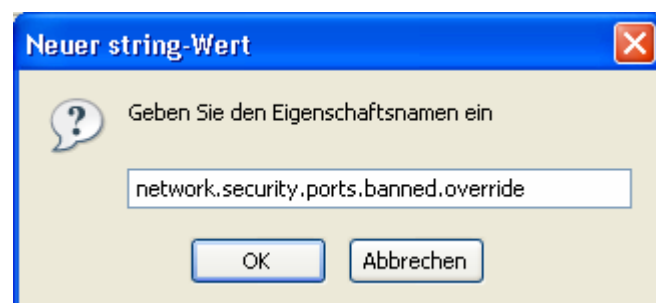 Neuer string-Wert
Geben Sie den Eigenschaftsnamen ein
network.security.ports.banned.override
OK
Abbrechen